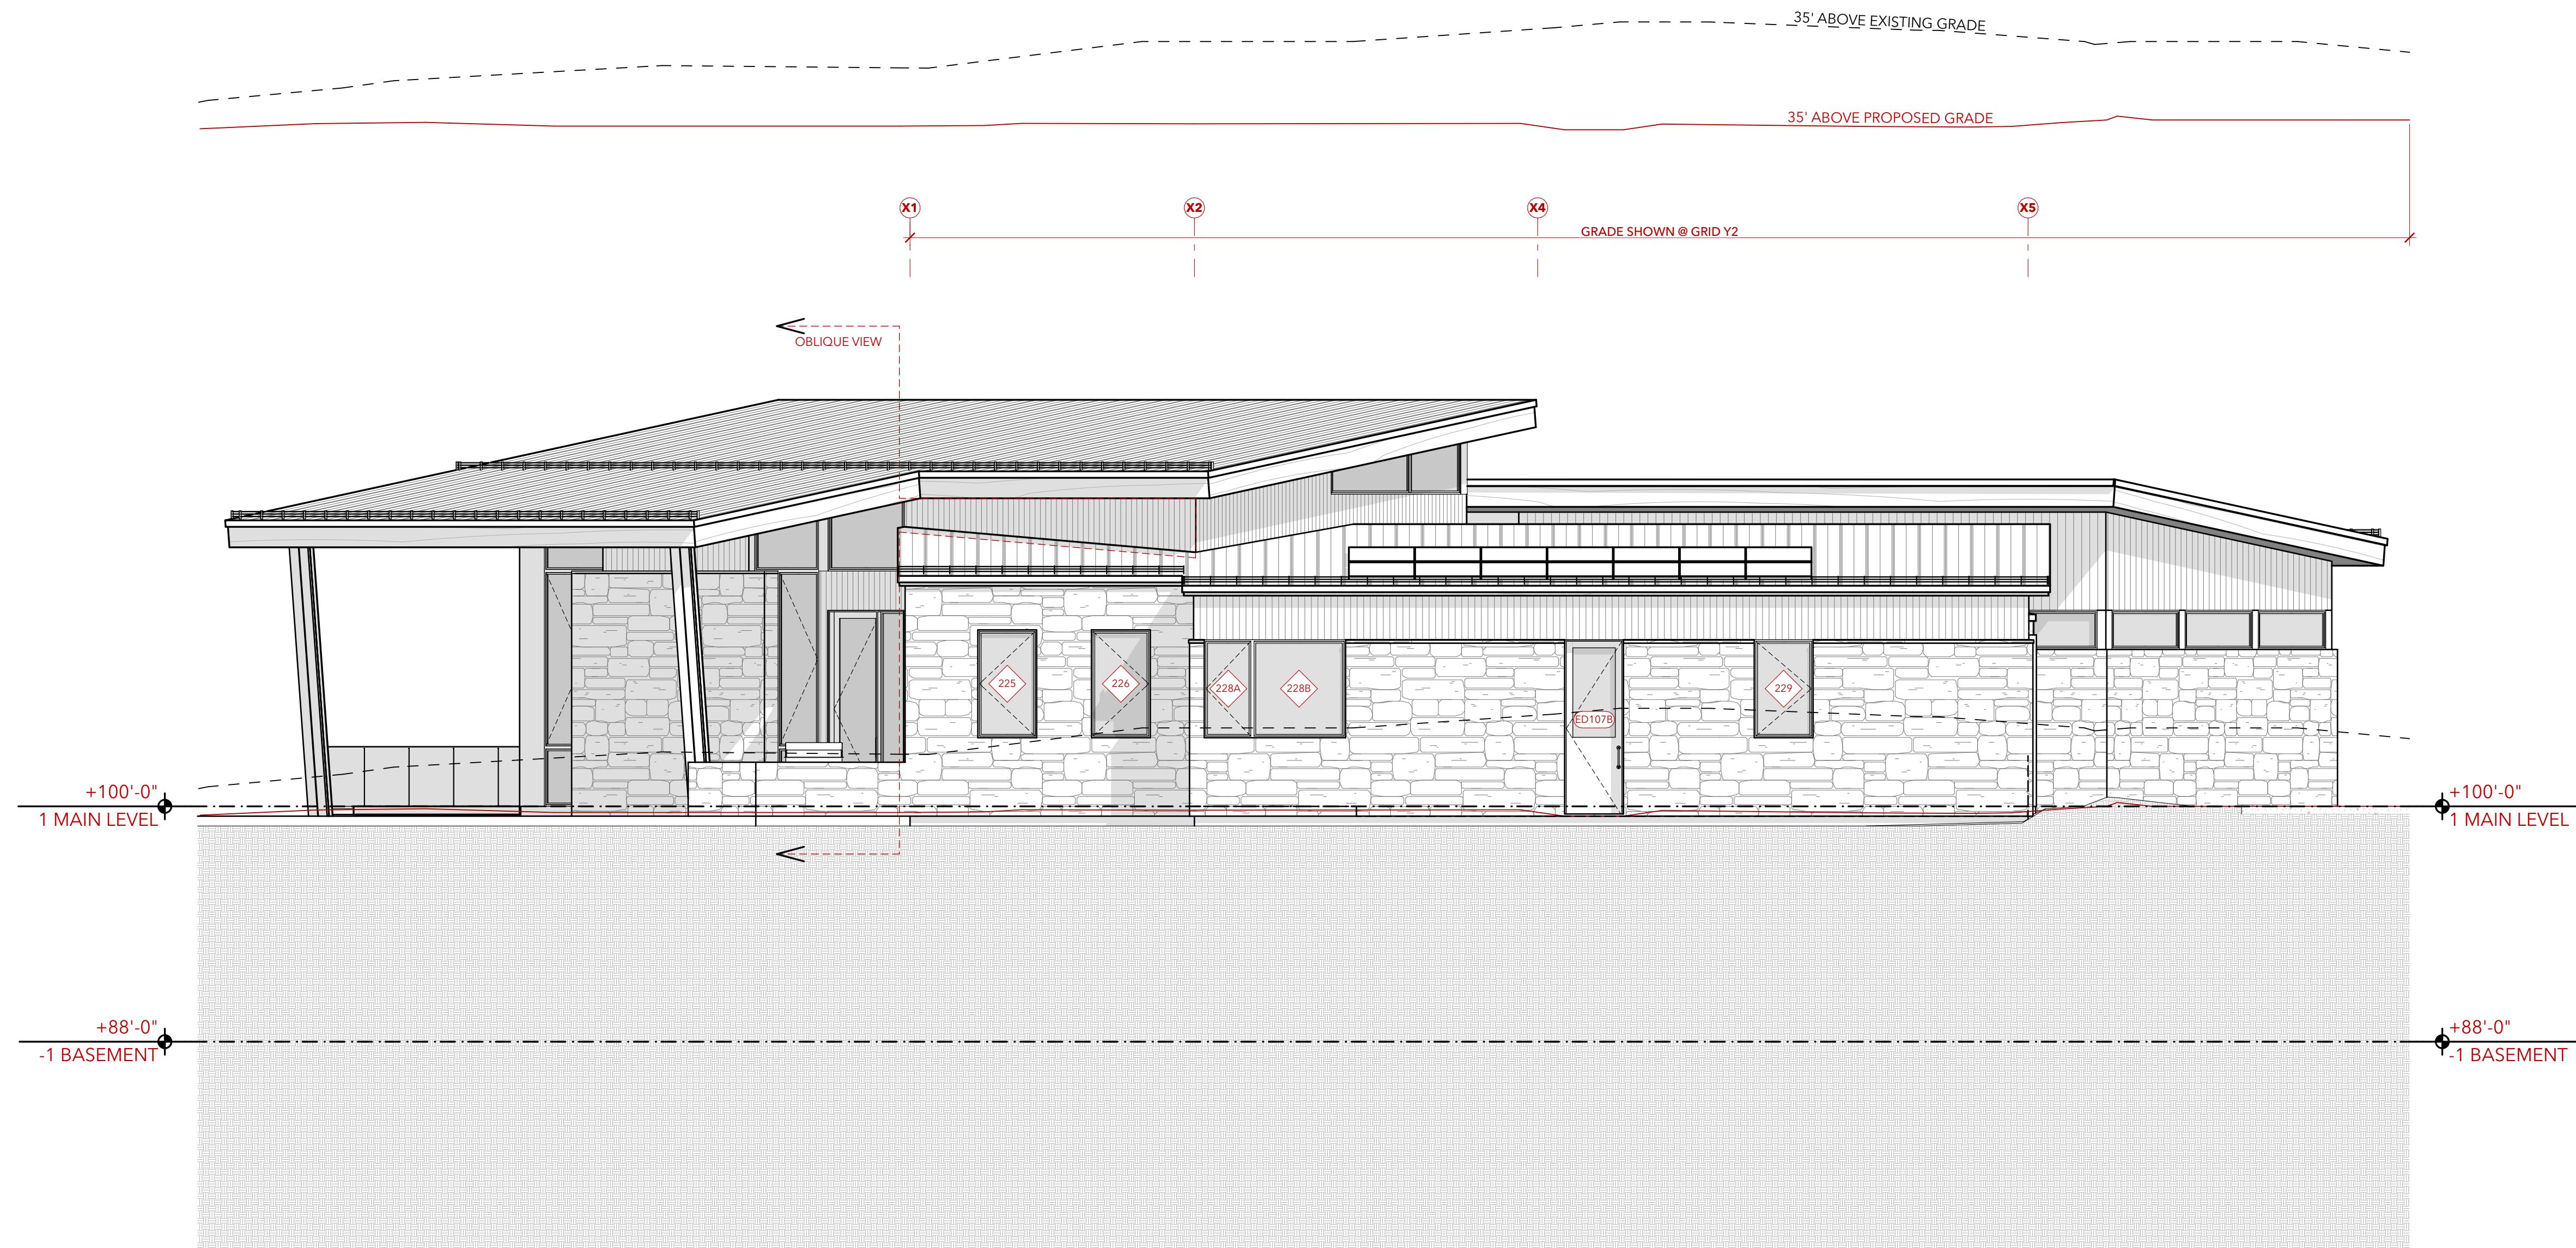 35' ABOVE EXISTING GRADE
35' ABOVE PROPOSED GRADE
X1
X2
X4
X5
GRADE SHOWN @ GRID Y2
OBLIQUE VIEW
225
226
228A
228B
229
ED107B
+100'-0"
1 MAIN LEVEL
+100'-0"
1 MAIN LEVEL
+88'-0"
-1 BASEMENT
+88'-0"
-1 BASEMENT